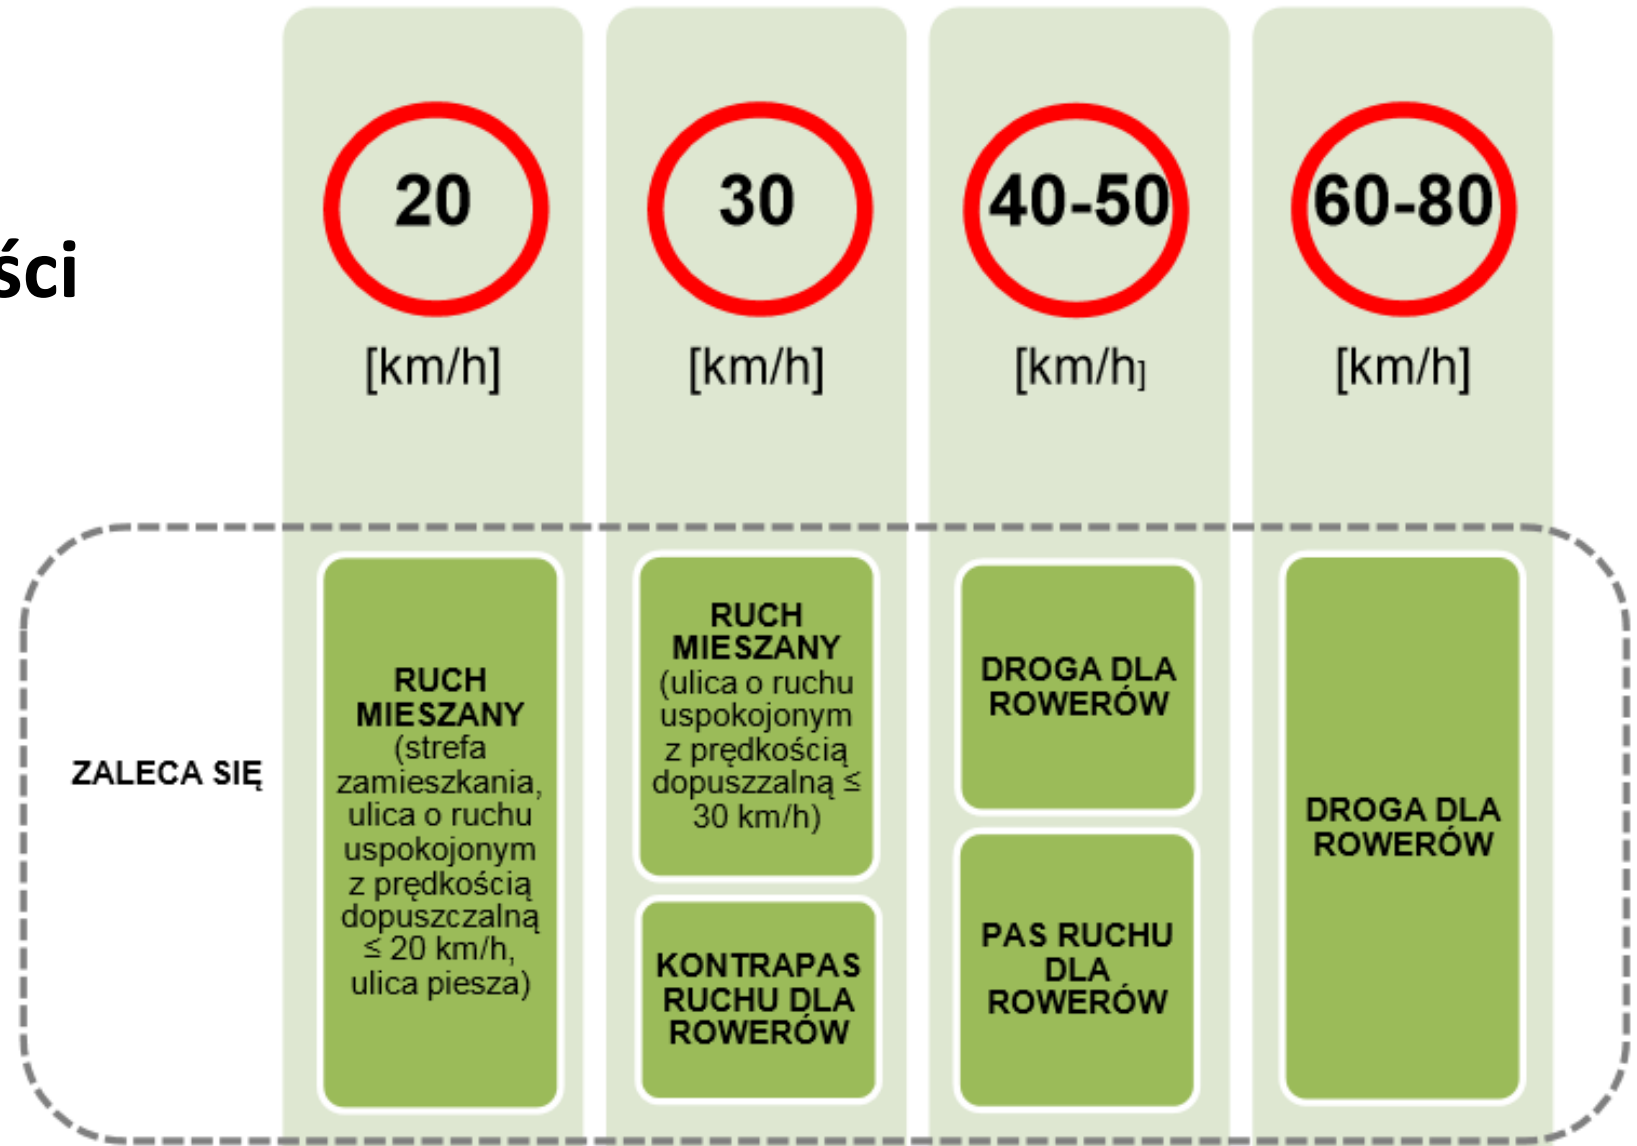 ści
20
[km/h]
30
[km/h]
40-50
[km/h]
60-80
[km/h]
ZALECA SIĘ
RUCH
MIESZANY
(strefa
zamieszkania,
ulica o ruchu
uspokojonym
z prędkością
dopuszczalną
≤ 20 km/h,
ulica piesza)
RUCH
MIESZANY
(ulica o ruchu
uspokojonym
z prędkością
dopuszzalną ≤
30 km/h)
KONTRAPAS
RUCHU DLA
ROWERÓW
DROGA DLA
ROWERÓW
PAS RUCHU
DLA
ROWERÓW
DROGA DLA
ROWERÓW